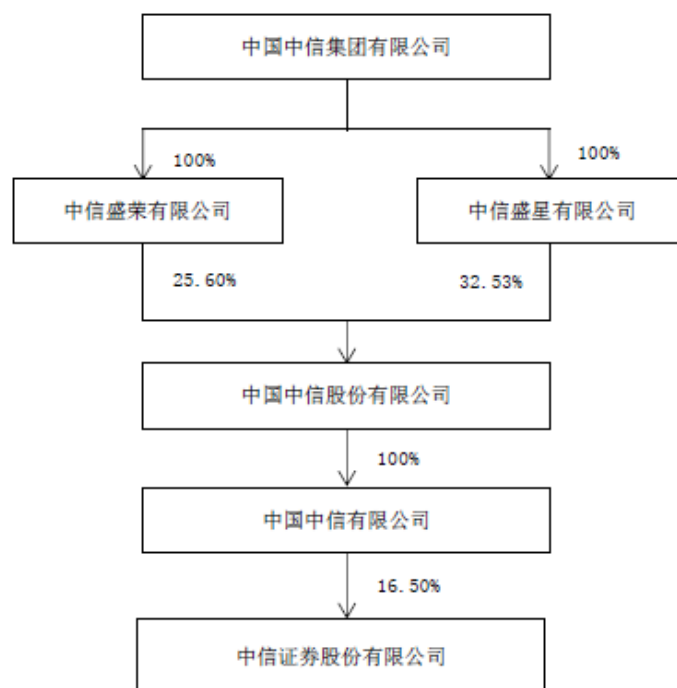 中国中信集团有限公司
100%
100%
中信盛荣有限公司
中信盛星有限公司
25.60%
32.53%
中国中信股份有限公司
100%
中国中信有限公司
16.50%
中信证券股份有限公司